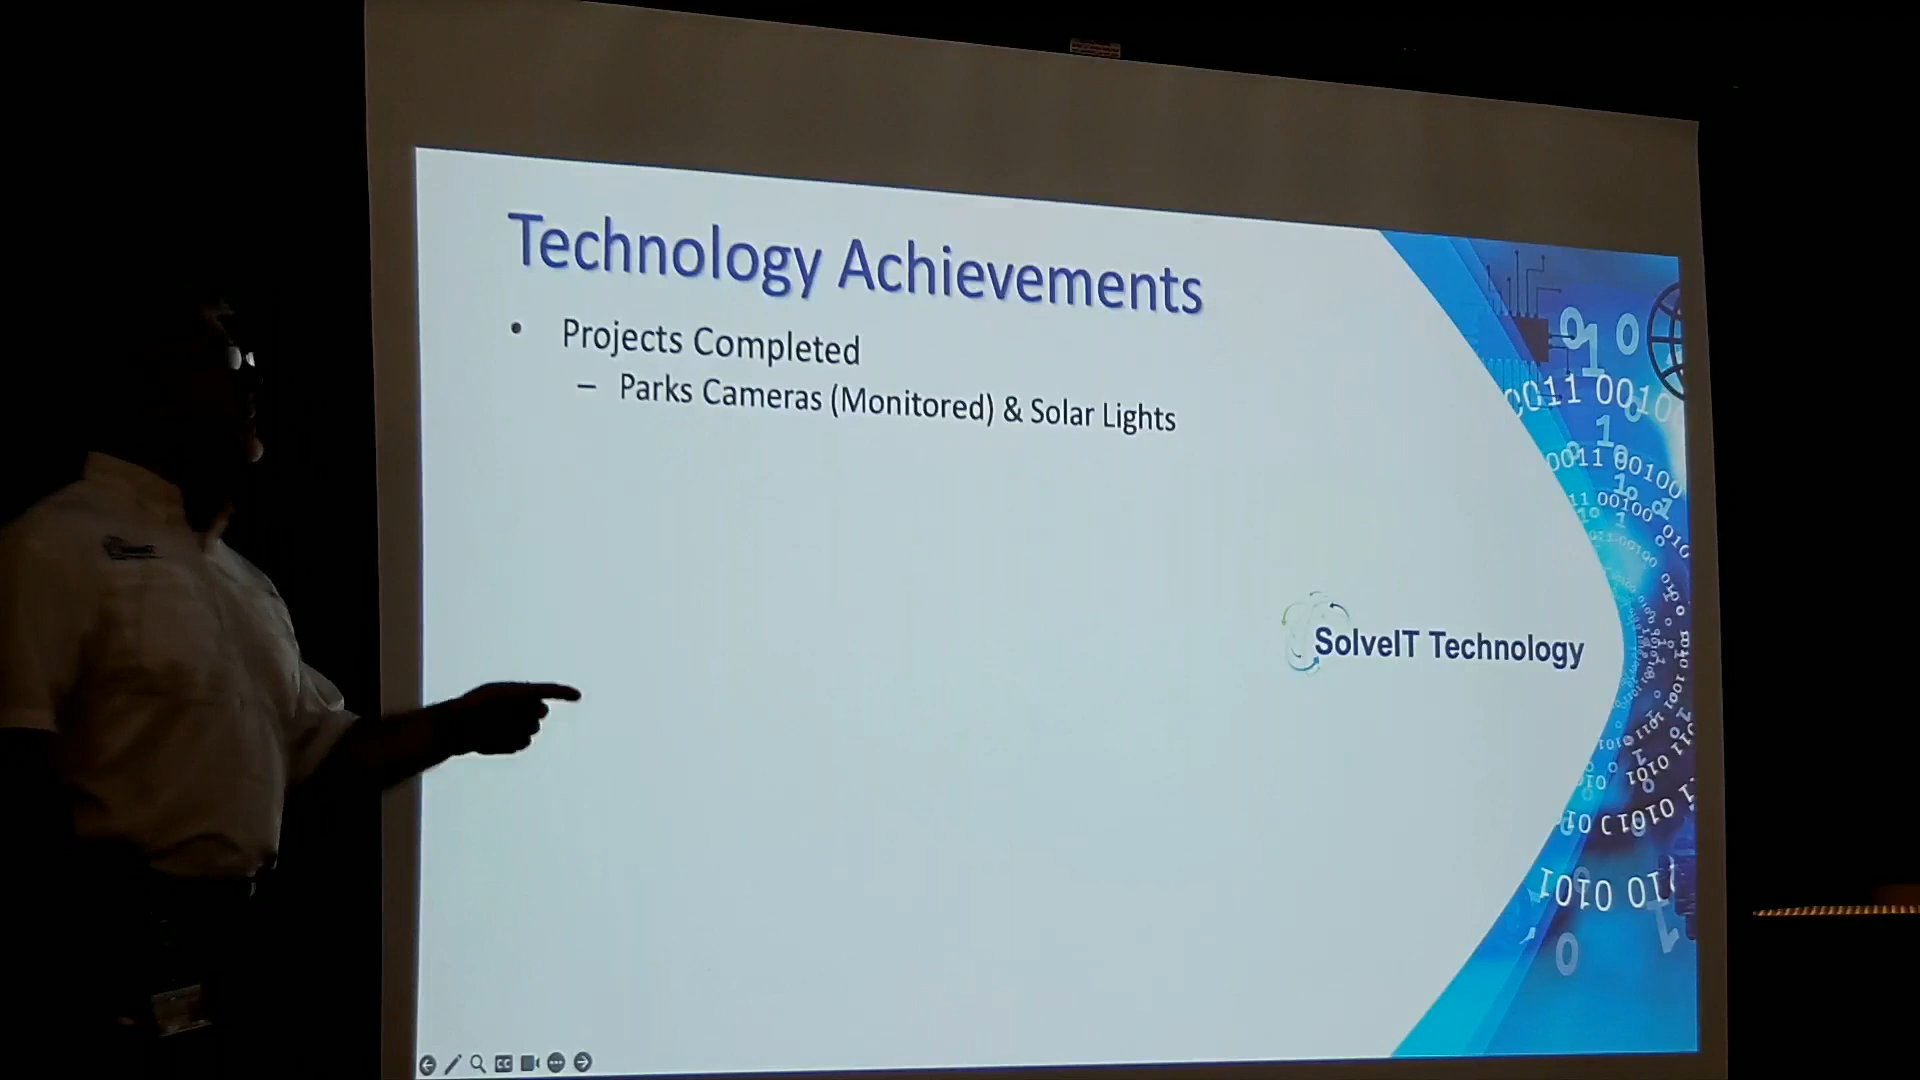 Technology Achievements
• Projects Completed
– Parks Cameras (Monitored) & Solar Lights
SolveIT Technology